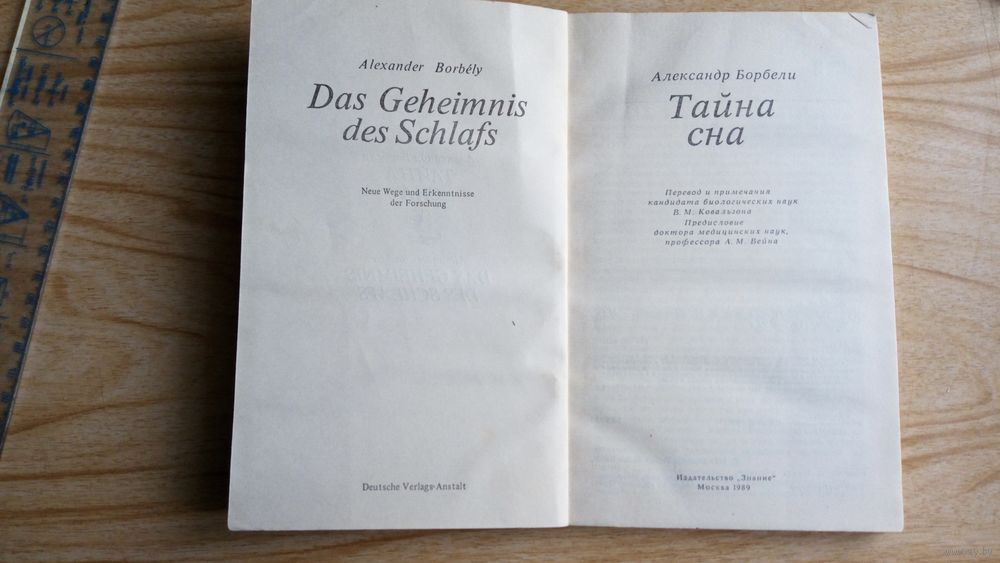 Alexander Borbély
Das Geheimnis
des Schlafs
Neue Wege und Erkenntnisse
der Forschung
Deutsche Verlags-Anstalt
Александр Борбели
Тайна
сна
Перевод и примечания
кандидата биологических наук
В. М. Ковальзона
Предисловие
доктора медицинских наук,
профессора А. М. Вейна
Издательство „Знание“
Москва 1989